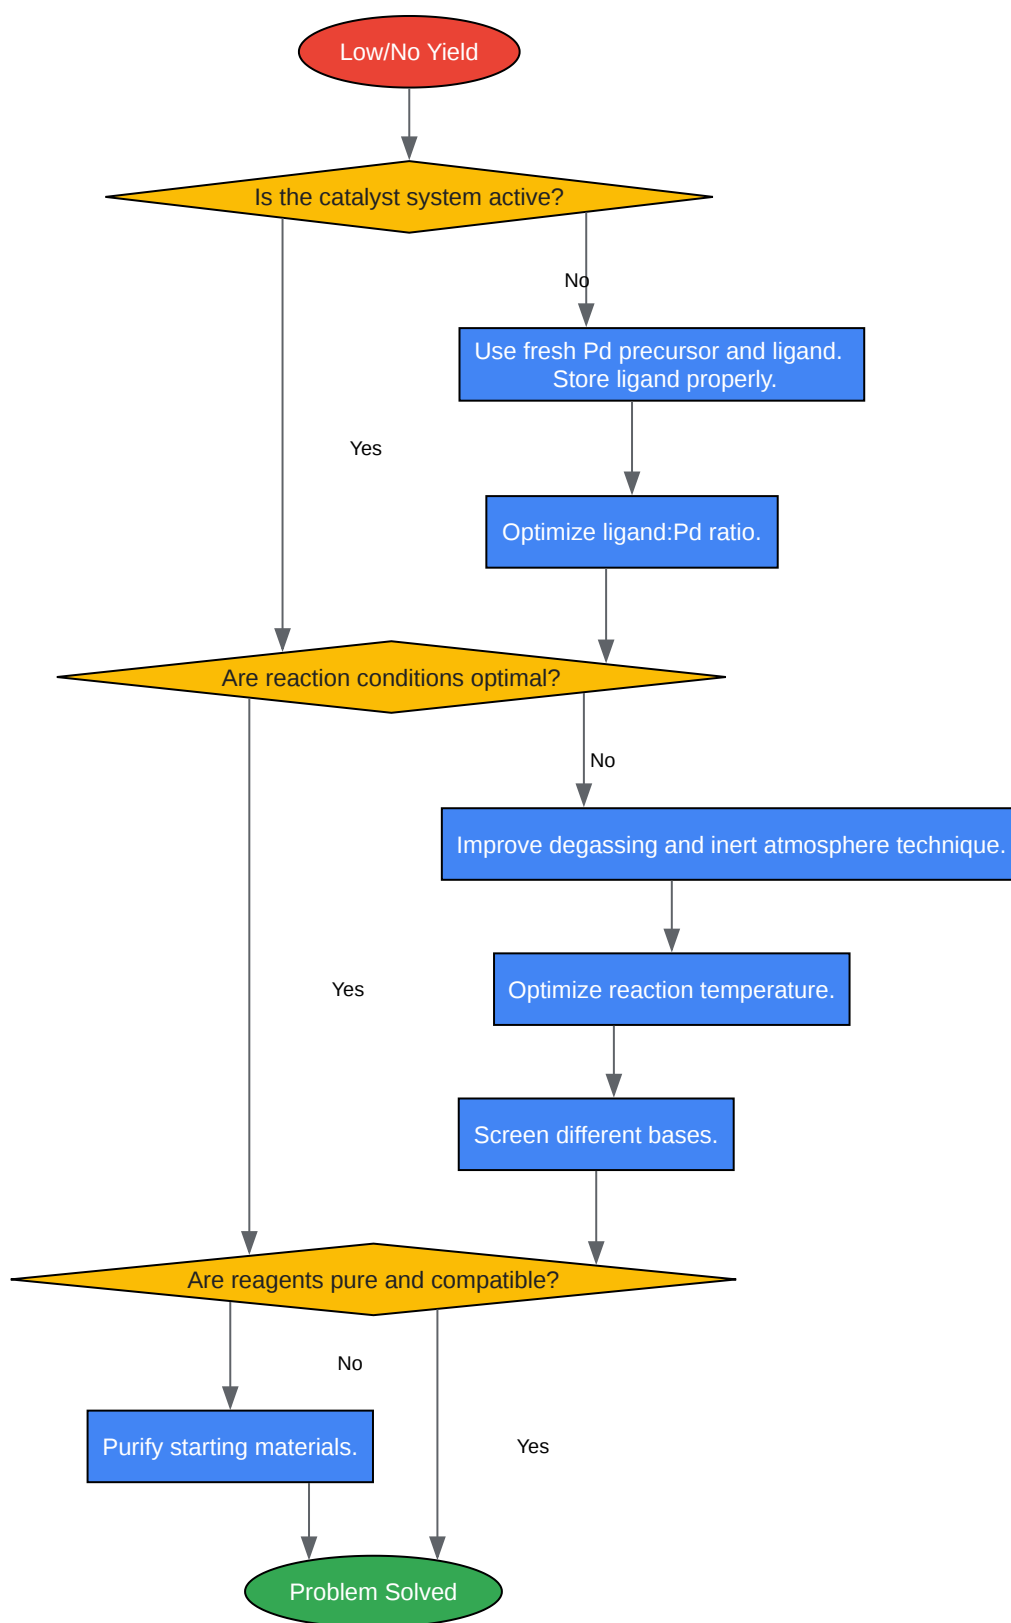 Low/No Yield
Is the catalyst system active?
No
Use fresh Pd precursor and ligand.
Store ligand properly.
Yes
Optimize ligand:Pd ratio.
Are reaction conditions optimal?
No
Improve degassing and inert atmosphere technique.
Yes
Optimize reaction temperature.
Screen different bases.
Are reagents pure and compatible?
No
Purify starting materials.
Yes
Problem Solved